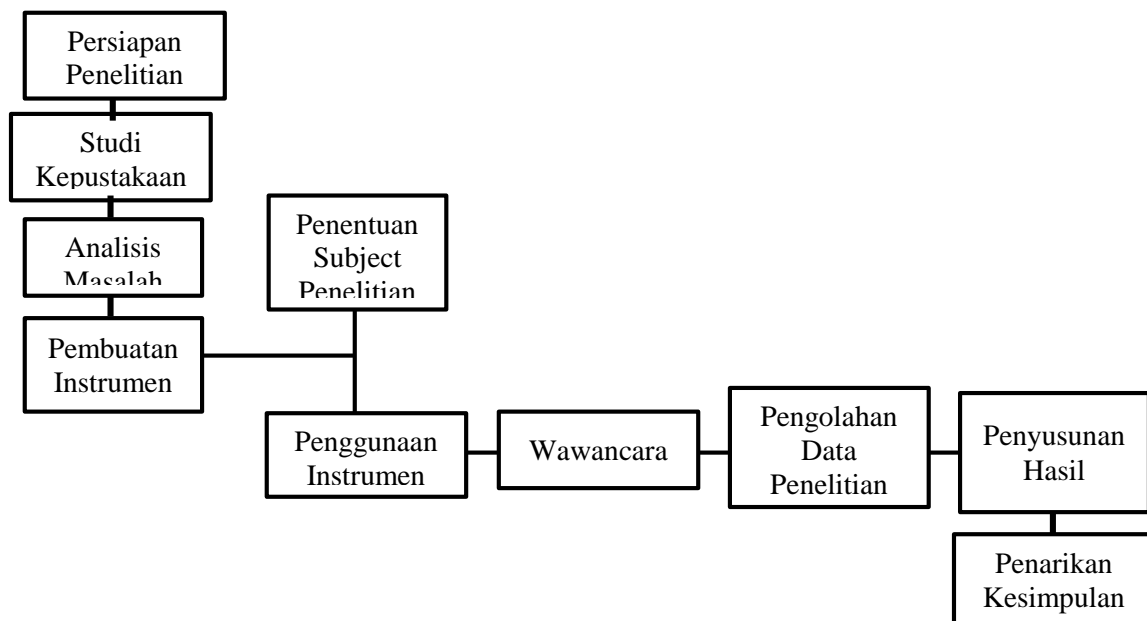 Persiapan
Penelitian
Studi
Kepustakaan
Analisis
Masalah
Pembuatan
Instrumen
Penentuan
Subject
Penelitian
Penggunaan
Instrumen
Wawancara
Pengolahan
Data
Penelitian
Penyusunan
Hasil
Penarikan
Kesimpulan